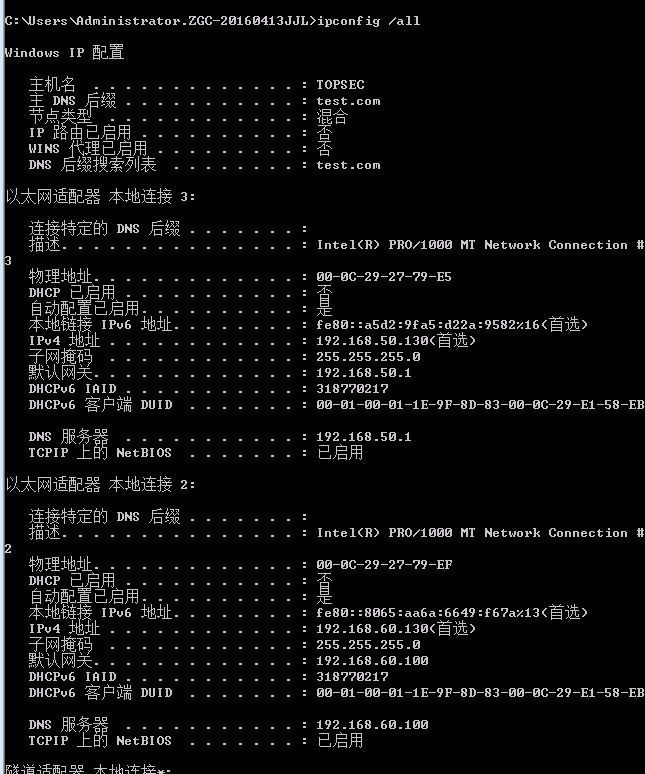 C:\Users\Administrator.ZGC-20160413JJL>ipconfig /all
Windows IP 配置
主机名 . . . . . . . . . . . . . : TOPSEC
主 DNS 后缀 . . . . . . . . . . . : test.com
节点类型 . . . . . . . . . . . . : 混合
IP 路由已启用 . . . . . . . . . . : 否
WINS 代理已启用 . . . . . . . . . : 否
DNS 后缀搜索列表 . . . . . . . . : test.com
以太网适配器 本地连接 3:
连接特定的 DNS 后缀 . . . . . . . :
描述. . . . . . . . . . . . . . . : Intel(R) PRO/1000 MT Network Connection #
3
物理地址. . . . . . . . . . . . . : 00-0C-29-27-79-E5
DHCP 已启用 . . . . . . . . . . . : 否
自动配置已启用. . . . . . . . . . : 是
本地链接 IPv6 地址. . . . . . . . : fe80::a5d2:9fa5:d22a:9582%16(首选)
IPv4 地址 . . . . . . . . . . . . : 192.168.50.130(首选)
子网掩码 . . . . . . . . . . . . : 255.255.255.0
默认网关. . . . . . . . . . . . . : 192.168.50.1
DHCPv6 IAID . . . . . . . . . . . : 318770217
DHCPv6 客户端 DUID . . . . . . . : 00-01-00-01-1E-9F-8D-83-00-0C-29-E1-58-EB
DNS 服务器 . . . . . . . . . . . : 192.168.50.1
TCPIP 上的 NetBIOS . . . . . . . : 已启用
以太网适配器 本地连接 2:
连接特定的 DNS 后缀 . . . . . . . :
描述. . . . . . . . . . . . . . . : Intel(R) PRO/1000 MT Network Connection #
2
物理地址. . . . . . . . . . . . . : 00-0C-29-27-79-EF
DHCP 已启用 . . . . . . . . . . . : 否
自动配置已启用. . . . . . . . . . : 是
本地链接 IPv6 地址. . . . . . . . : fe80::8065:aa6a:6649:f67a%13(首选)
IPv4 地址 . . . . . . . . . . . . : 192.168.60.130(首选)
子网掩码 . . . . . . . . . . . . : 255.255.255.0
默认网关. . . . . . . . . . . . . : 192.168.60.100
DHCPv6 IAID . . . . . . . . . . . : 318770217
DHCPv6 客户端 DUID . . . . . . . : 00-01-00-01-1E-9F-8D-83-00-0C-29-E1-58-EB
DNS 服务器 . . . . . . . . . . . : 192.168.60.100
TCPIP 上的 NetBIOS . . . . . . . : 已启用
隧道适配器 本地连接*: